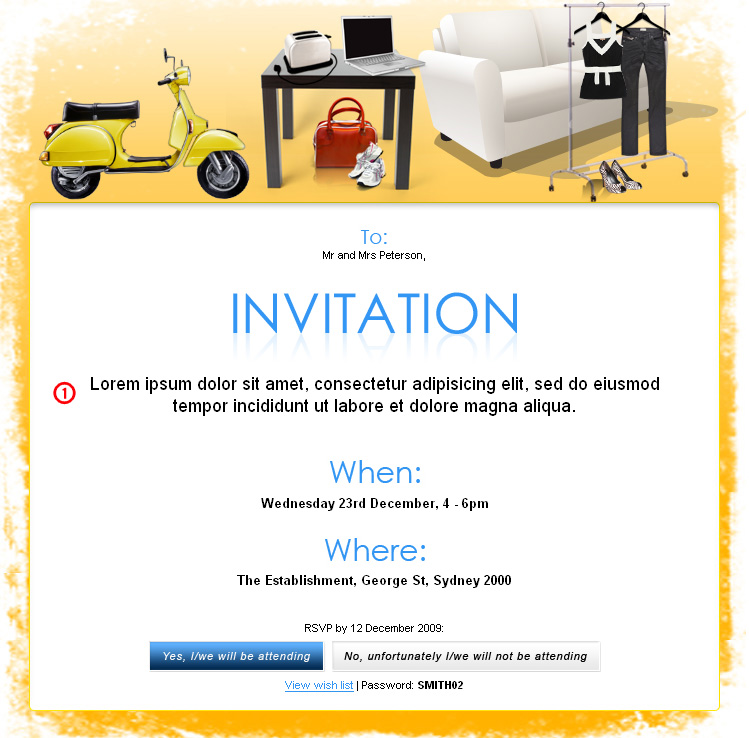 To:
Mr and Mrs Peterson,
INVITATION
1
Lorem ipsum dolor sit amet, consectetur adipisicing elit, sed do eiusmod
tempor incididunt ut labore et dolore magna aliqua.
When:
Wednesday 23rd December, 4 - 6pm
Where:
The Establishment, George St, Sydney 2000
RSVP by 12 December 2009:
Yes, I/we will be attending
No, unfortunately I/we will not be attending
View wish list | Password: SMITH02